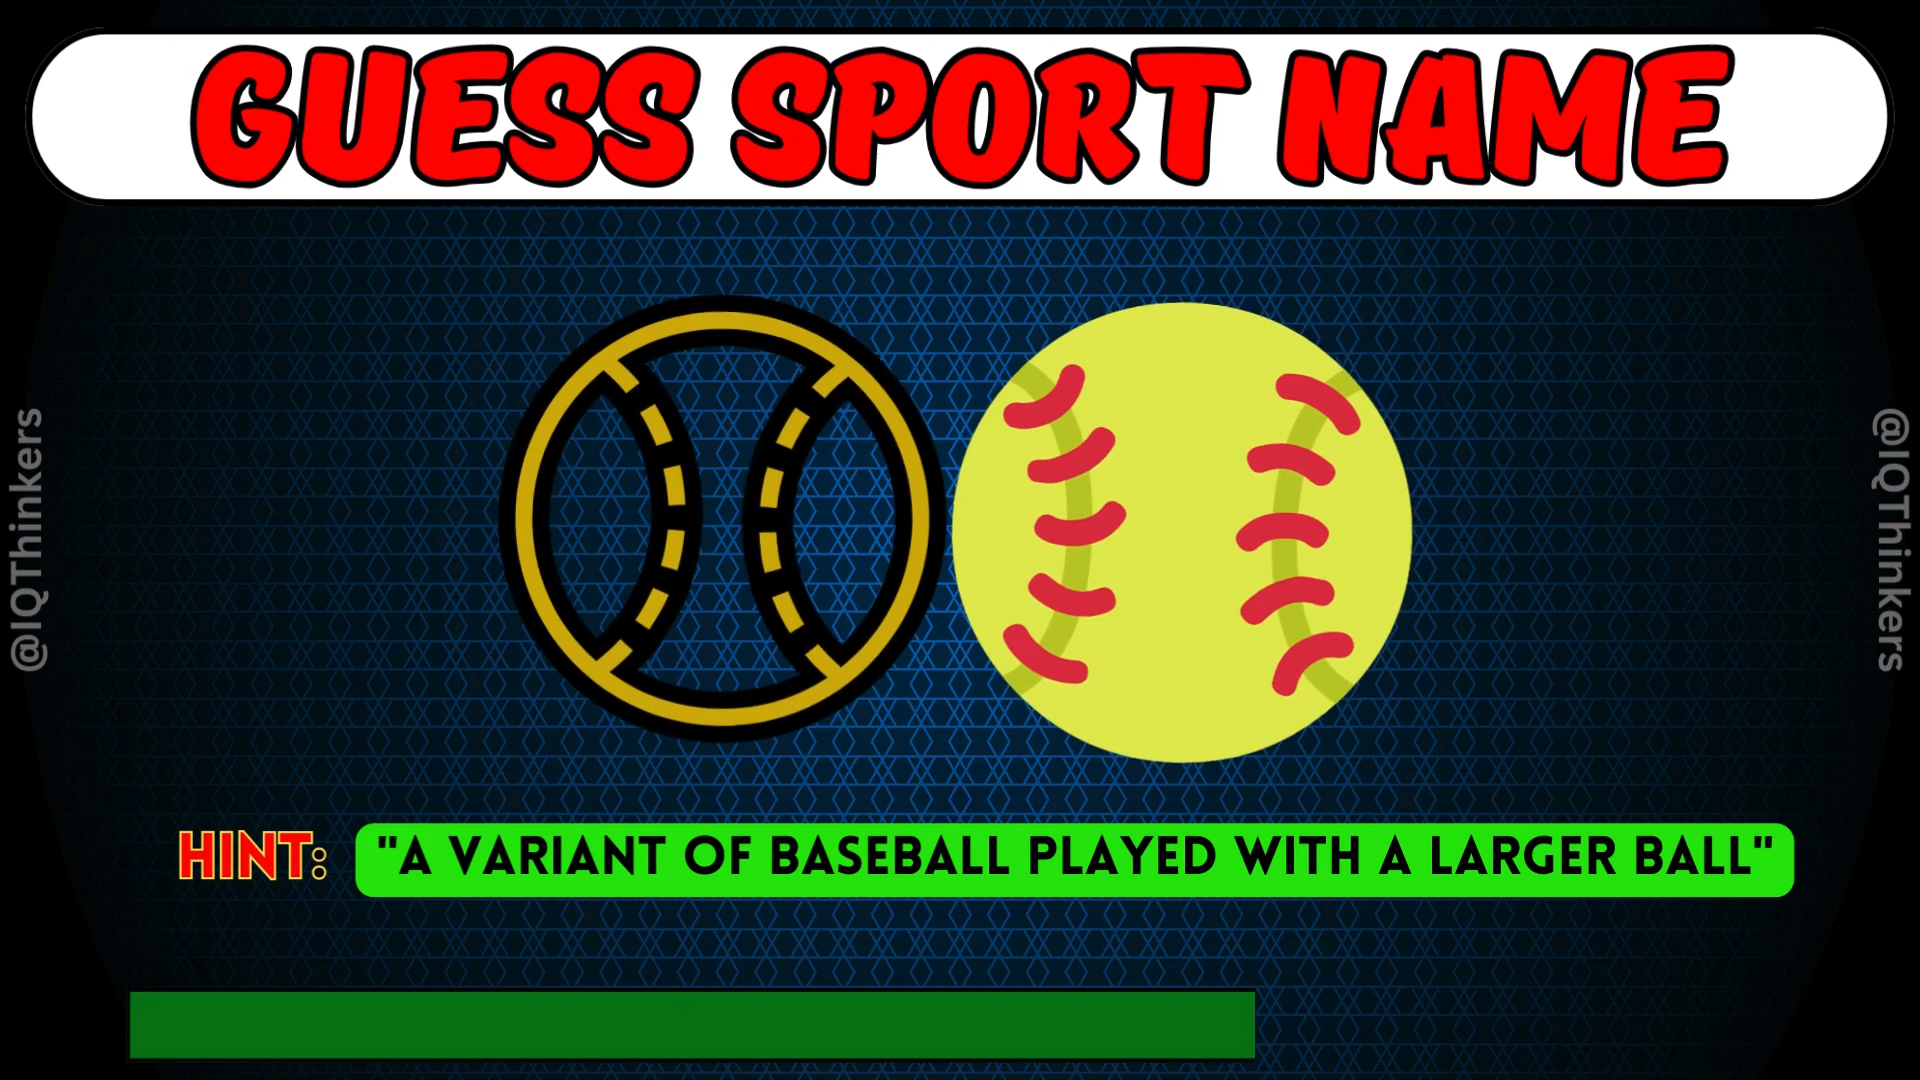 GUESS SPORT NAME
@IQThinkers
@IQThinkers
HINT: "A VARIANT OF BASEBALL PLAYED WITH A LARGER BALL"